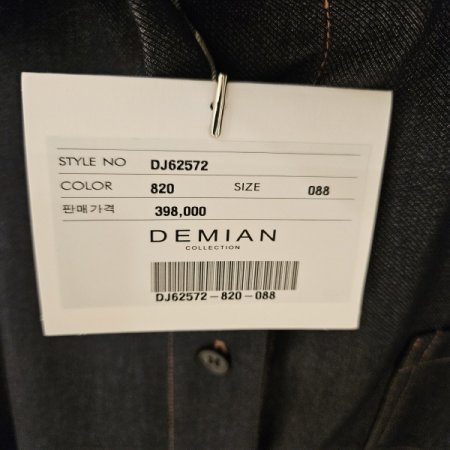 STYLE NO DJ62572
COLOR 820 SIZE 088
판매가격 398,000
DEMIAN
COLLECTION
DJ62572-820-088